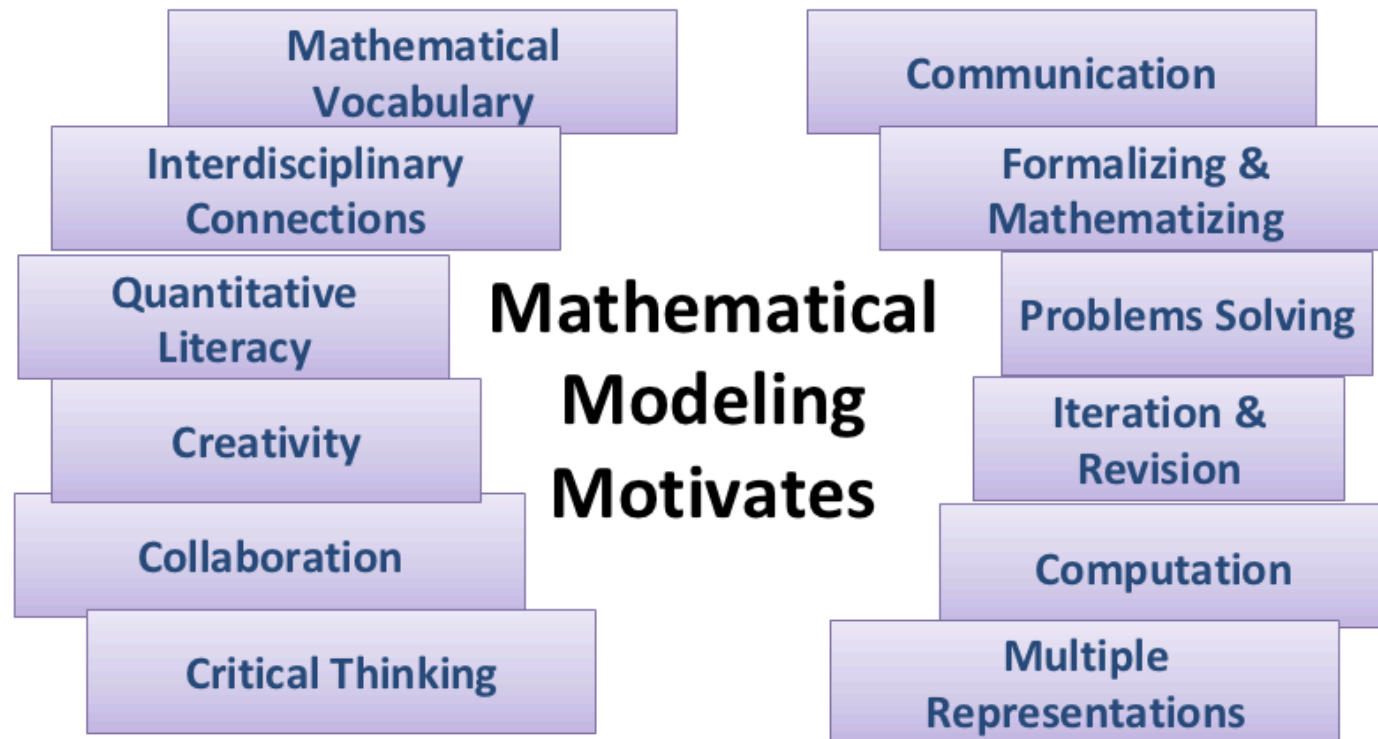 Mathematical
Vocabulary
Interdisciplinary
Connections
Quantitative
Literacy
Creativity
Collaboration
Critical Thinking
Mathematical
Modeling
Motivates
Communication
Formalizing &
Mathematizing
Problems Solving
Iteration &
Revision
Computation
Multiple
Representations